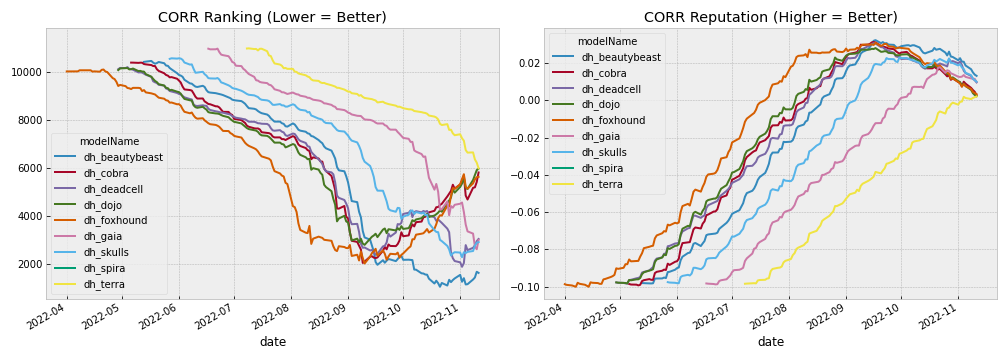 CORR Ranking (Lower = Better)
10000
8000
6000
4000
2000
modelName
dh_beautybeast
dh_cobra
dh_deadcell
dh_dojo
dh_foxhound
dh_gaia
dh_skulls
dh_spira
dh_terra
2022-04
2022-05
2022-06
2022-07
2022-08
2022-09
2022-10
2022-11
date
CORR Reputation (Higher = Better)
0.02
0.00
−0.02
−0.04
−0.06
−0.08
−0.10
modelName
dh_beautybeast
dh_cobra
dh_deadcell
dh_dojo
dh_foxhound
dh_gaia
dh_skulls
dh_spira
dh_terra
2022-04
2022-05
2022-06
2022-07
2022-08
2022-09
2022-10
2022-11
date